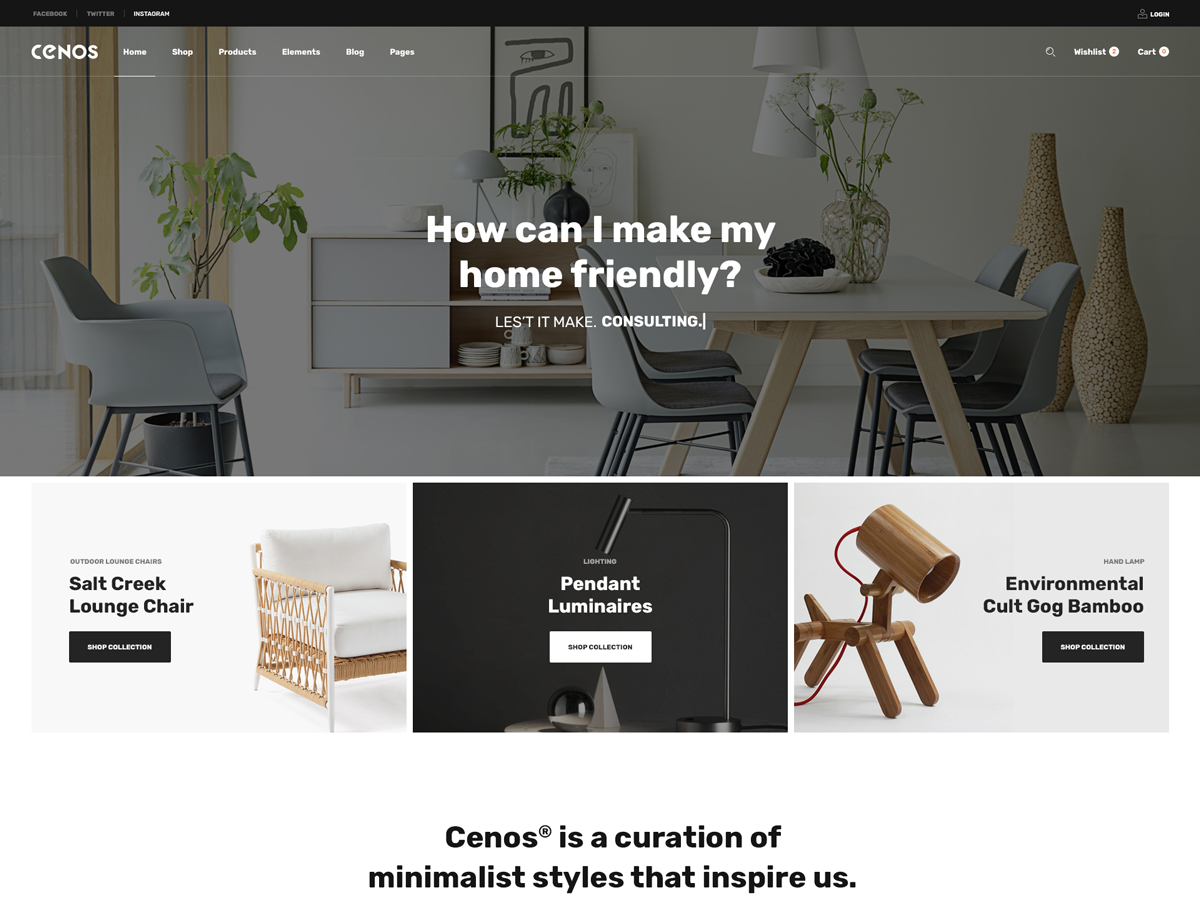 FACEBOOK TWITTER INSTAGRAM LOGIN
CENOS Home Shop Products Elements Blog Pages Wishlist 2 Cart 0
How can I make my
home friendly?
LES'T IT MAKE. CONSULTING.|
OUTDOOR LOUNGE CHAIRS
Salt Creek
Lounge Chair
SHOP COLLECTION
LIGHTING
Pendant
Luminaires
SHOP COLLECTION
HAND LAMP
Environmental
Cult Gog Bamboo
SHOP COLLECTION
Cenos® is a curation of
minimalist styles that inspire us.